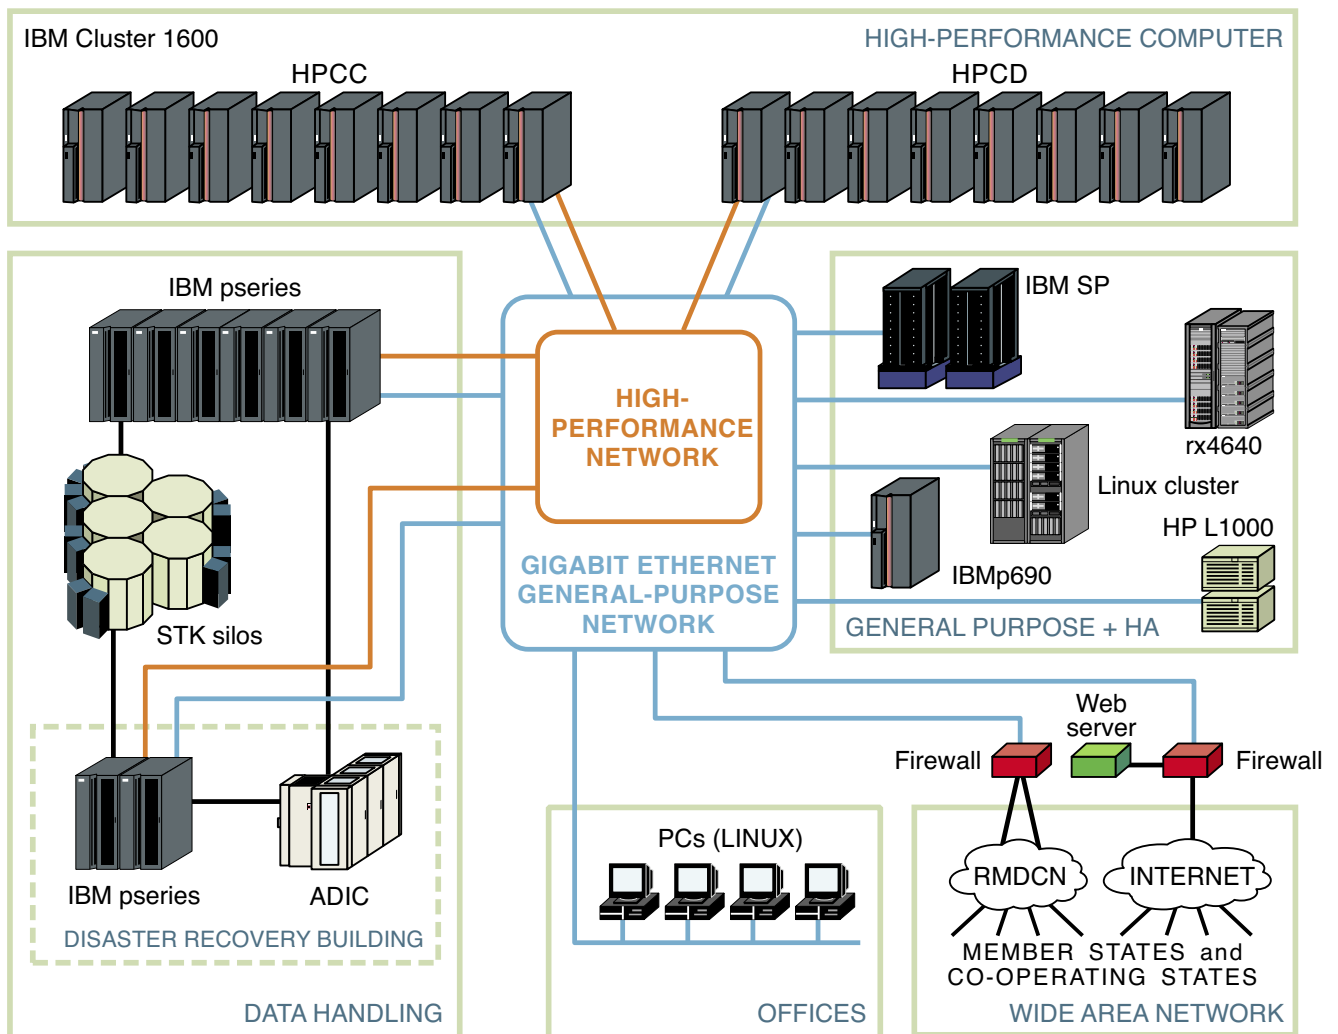 IBM Cluster 1600
HIGH-PERFORMANCE COMPUTER
HPCC
HPCD
IBM pseries
STK silos
IBM pseries
ADIC
DISASTER RECOVERY BUILDING
DATA HANDLING
HIGH-
PERFORMANCE
NETWORK
GIGABIT ETHERNET
GENERAL-PURPOSE
NETWORK
IBM SP
rx4640
Linux cluster
HP L1000
IBMp690
GENERAL PURPOSE + HA
Web
server
Firewall
Firewall
PCs (LINUX)
OFFICES
RMDCN
INTERNET
MEMBER STATES and
CO-OPERATING STATES
WIDE AREA NETWORK